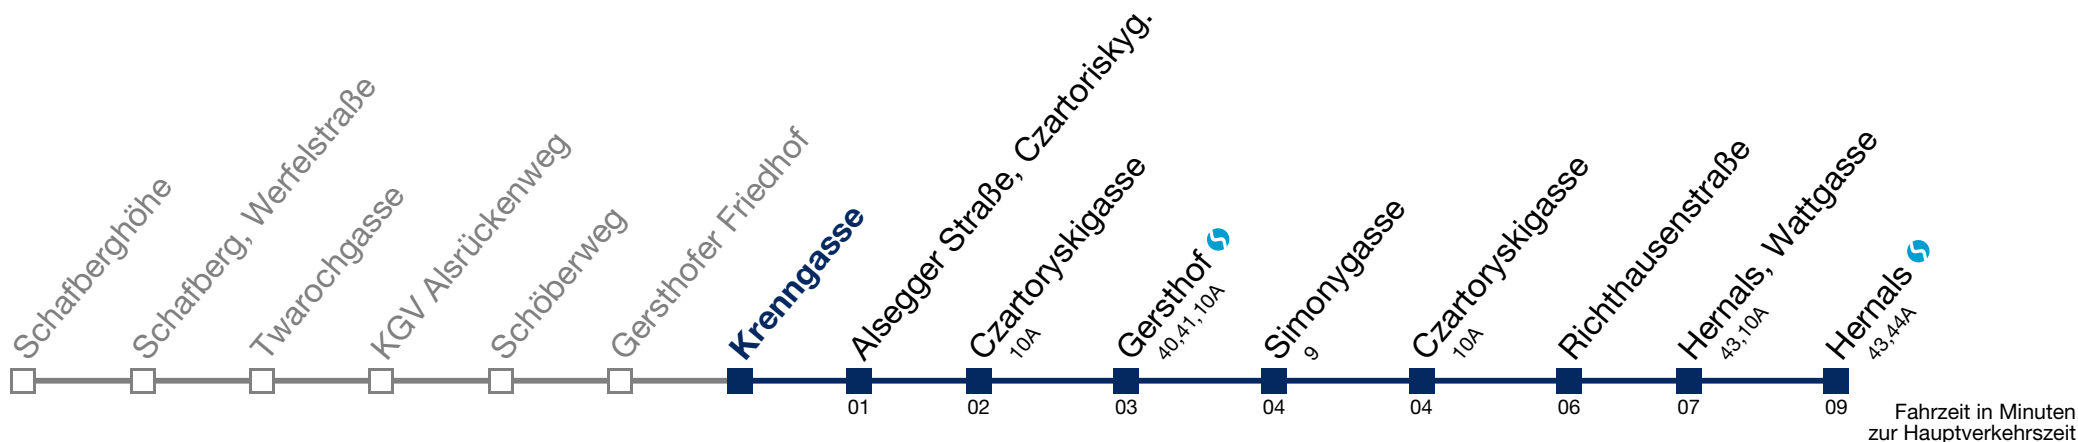 Schafberghöhe
Schafberg, Werfelstraße
Twarochgasse
KGV Alsrückenweg
Schöberweg
Gersthofer Friedhof
Krenngasse
Alsegger Straße, Czartoriskyg.
01
Czartoryskigasse
10A
02
Gersthof
40,41,10A
03
Simonygasse
9
04
Czartoryskigasse
10A
04
Richthausenstraße
06
Hernals, Wattgasse
43,10A
07
Hernals
43,44A
09
Fahrzeit in Minuten
zur Hauptverkehrszeit